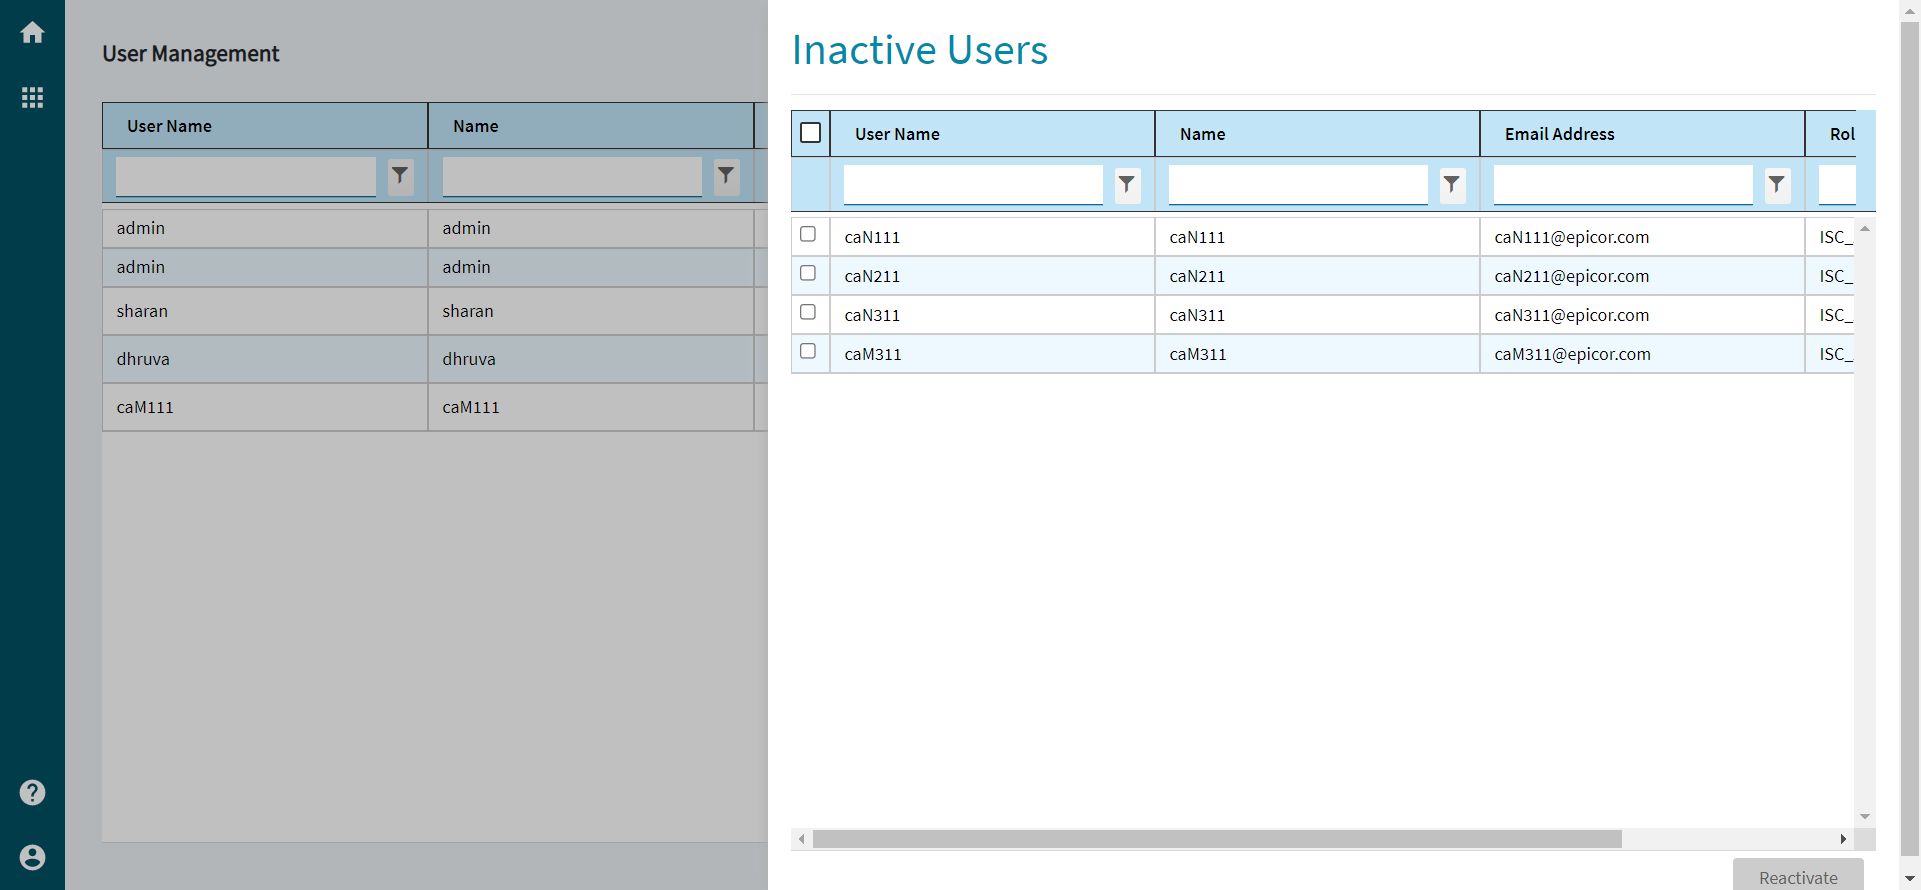 User Management
User Name Name
admin admin
admin admin
sharan sharan
dhruva dhruva
caM111 caM111
Inactive Users
User Name Name Email Address Rol
caN111 caN111 caN111@epicor.com ISC_
caN211 caN211 caN211@epicor.com ISC_
caN311 caN311 caN311@epicor.com ISC_
caM311 caM311 caM311@epicor.com ISC_
Reactivate